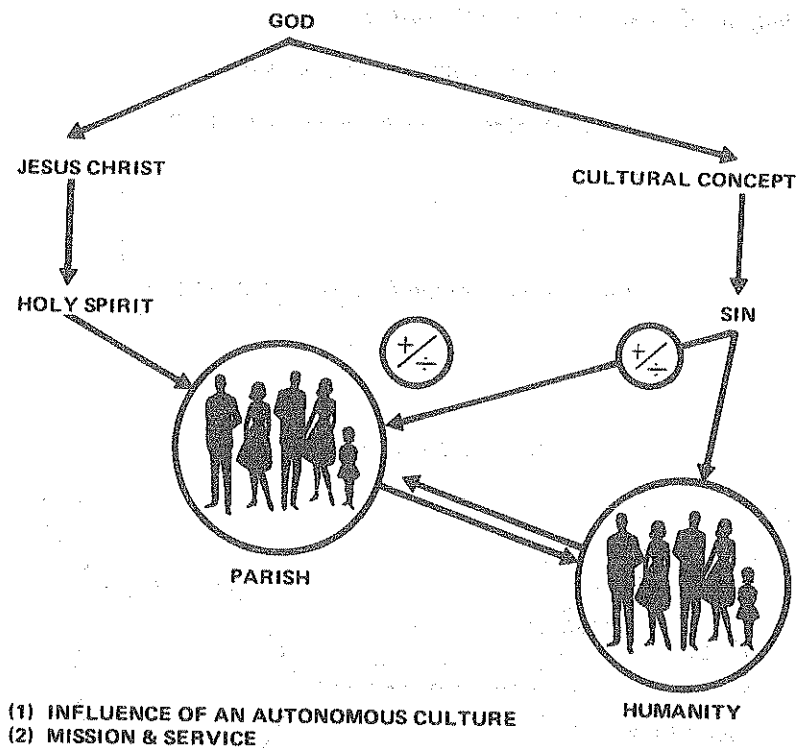 GOD
JESUS CHRIST
CULTURAL CONCEPT
HOLY SPIRIT
SIN
+/÷
+/÷
PARISH
HUMANITY
(1) INFLUENCE OF AN AUTONOMOUS CULTURE
(2) MISSION & SERVICE